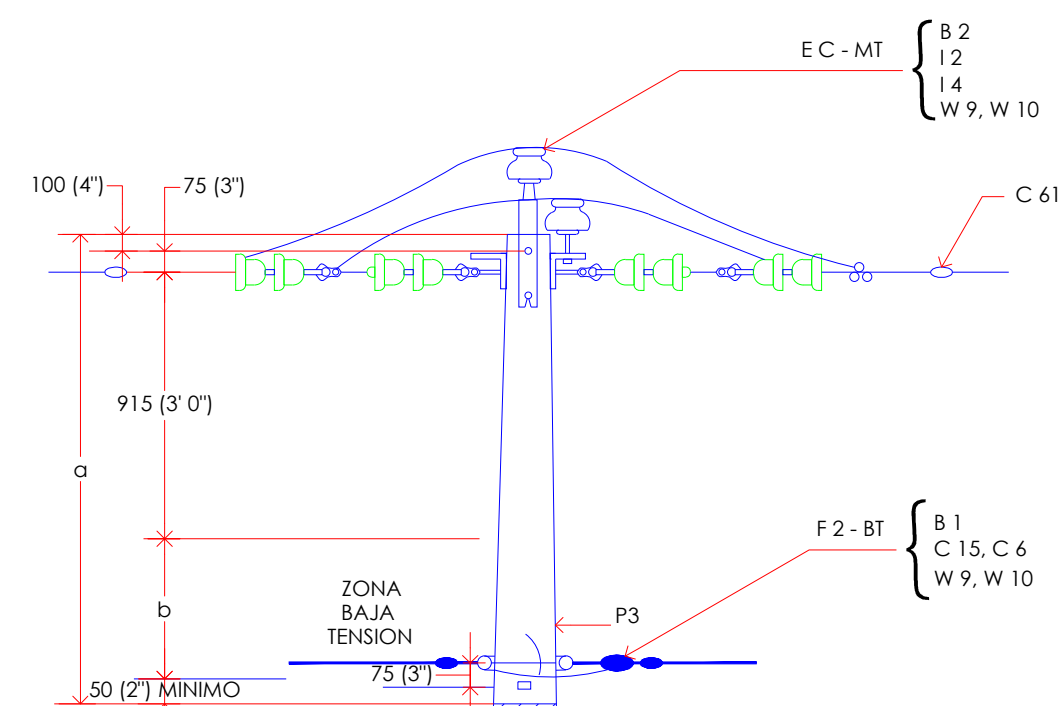 E C - MT
B 2
I 2
I 4
W 9, W 10
100 (4")
75 (3")
C 61
915 (3' 0")
a
F 2 - BT
B 1
C 15, C 6
W 9, W 10
b
ZONA
BAJA
TENSION
P3
75 (3")
50 (2") MINIMO